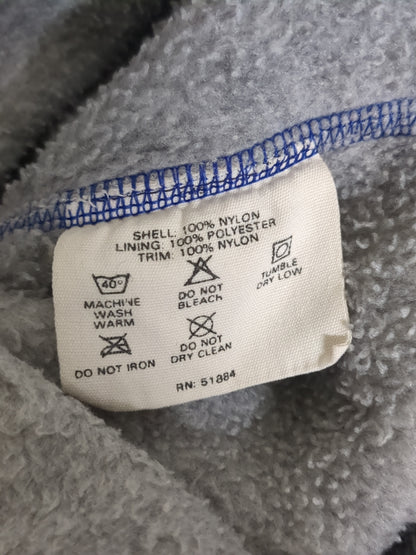 SHELL: 100% NYLON
LINING: 100% POLYESTER
TRIM: 100% NYLON
40°
MACHINE
WASH
WARM
DO NOT
BLEACH
TUMBLE
DRY LOW
DO NOT IRON
DO NOT
DRY CLEAN
RN: 51884